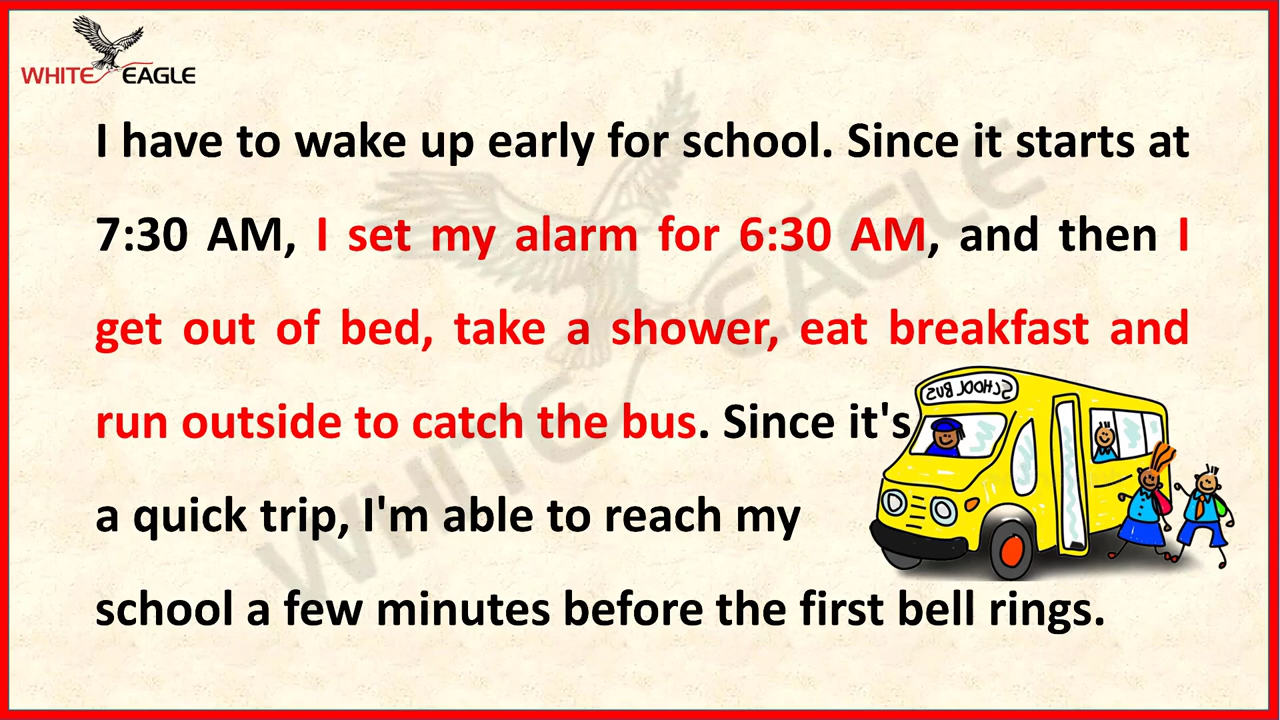 WHITE EAGLE
I have to wake up early for school. Since it starts at
7:30 AM, I set my alarm for 6:30 AM, and then I
get out of bed, take a shower, eat breakfast and
run outside to catch the bus. Since it's
SCHOOL BUS
a quick trip, I'm able to reach my
school a few minutes before the first bell rings.
WHITE EAGLE